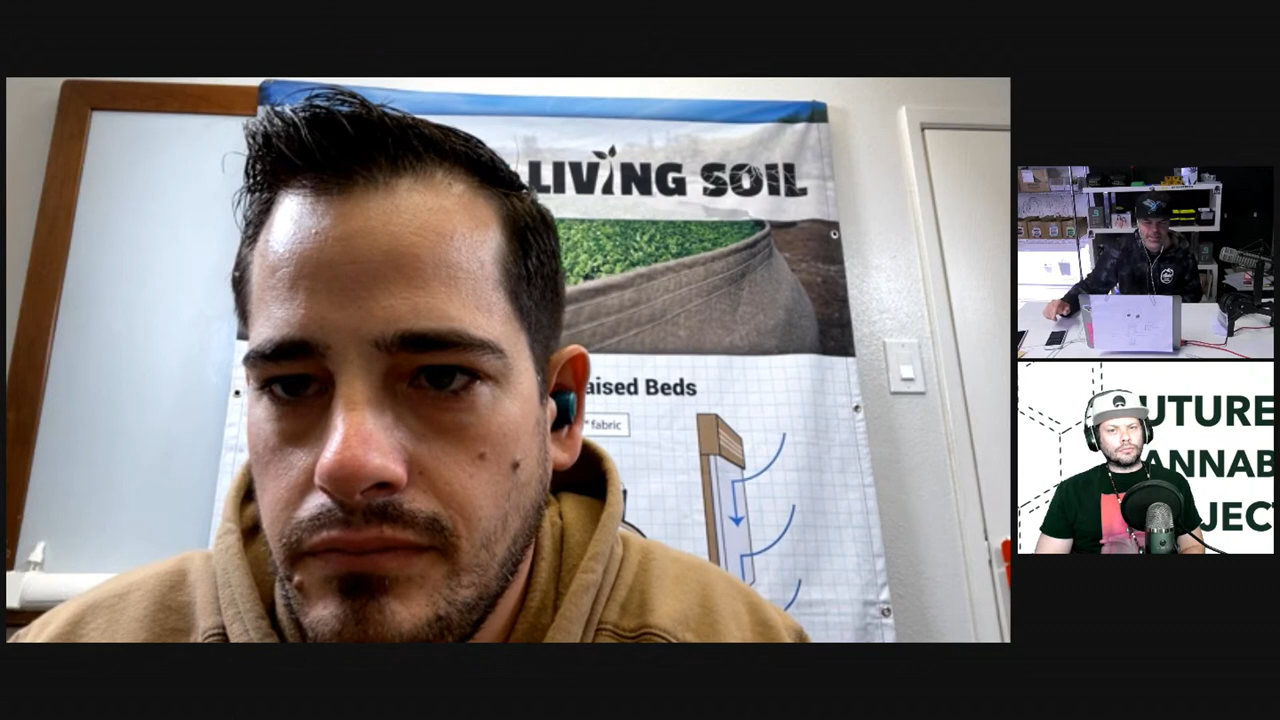 LIVING SOIL
aised Beds
" fabric
UTURE
ANNAB
JECT